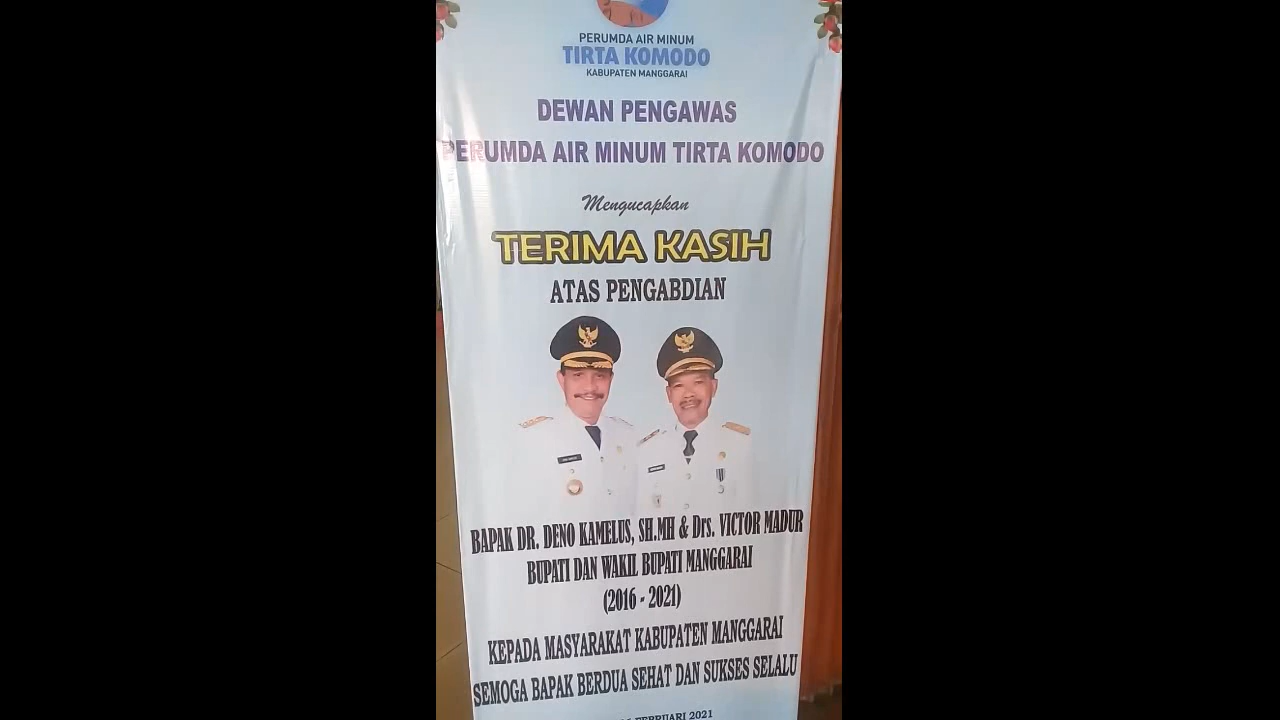 PERUMDA AIR MINUM
TIRTA KOMODO
KABUPATEN MANGGARAI
DEWAN PENGAWAS
PERUMDA AIR MINUM TIRTA KOMODO
Mengucapkan
TERIMA KASIH
ATAS PENGABDIAN
BAPAK DR. DENO KAMELUS, SH.MH & Drs. VICTOR MADUR
BUPATI DAN WAKIL BUPATI MANGGARAI
(2016 - 2021)
KEPADA MASYARAKAT KABUPATEN MANGGARAI
SEMOGA BAPAK BERDUA SEHAT DAN SUKSES SELALU
FEBRUARI 2021